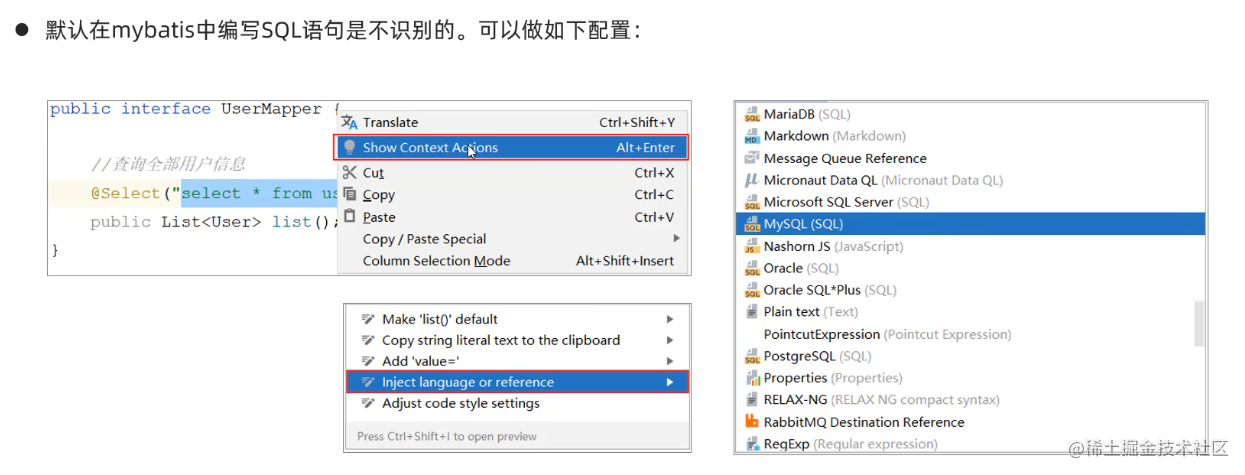 默认在mybatis中编写SQL语句是不识别的。可以做如下配置：
public interface UserMapper {
//查询全部用户信息
@Select("select * from us
public List<User> list();
}
Translate Ctrl+Shift+Y
Show Context Actions Alt+Enter
Cut Ctrl+X
Copy Ctrl+C
Paste Ctrl+V
Copy / Paste Special
Column Selection Mode Alt+Shift+Insert
Make 'list()' default
Copy string literal text to the clipboard
Add 'value='
Inject language or reference
Adjust code style settings
Press Ctrl+Shift+I to open preview
MariaDB (SQL)
Markdown (Markdown)
Message Queue Reference
Micronaut Data QL (Micronaut Data QL)
Microsoft SQL Server (SQL)
MySQL (SQL)
Nashorn JS (JavaScript)
Oracle (SQL)
Oracle SQL*Plus (SQL)
Plain text (Text)
PointcutExpression (Pointcut Expression)
PostgreSQL (SQL)
Properties (Properties)
RELAX-NG (RELAX NG compact syntax)
RabbitMQ Destination Reference
RegExp (Regular expression)
@稀土掘金技术社区